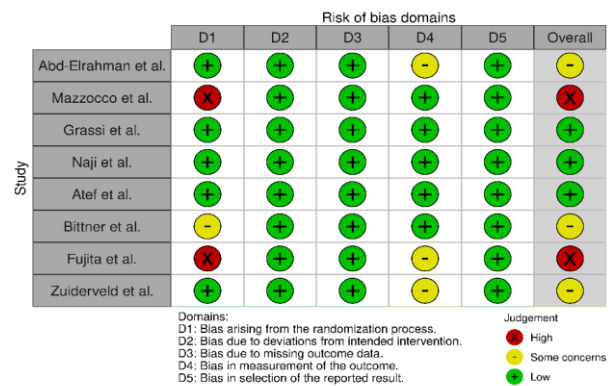 Risk of bias domains
D1 D2 D3 D4 D5 Overall
Study
Abd-Elrahman et al. + + + - + -
Mazzocco et al. X + + + + X
Grassi et al. + + + + + +
Naji et al. + + + + + +
Atef et al. + + + + + +
Bittner et al. - + + + + -
Fujita et al. X + + - + X
Zuiderveld et al. + + + - + -
Domains:
D1: Bias arising from the randomization process.
D2: Bias due to deviations from intended intervention.
D3: Bias due to missing outcome data.
D4: Bias in measurement of the outcome.
D5: Bias in selection of the reported result.
Judgement
X High
- Some concerns
+ Low